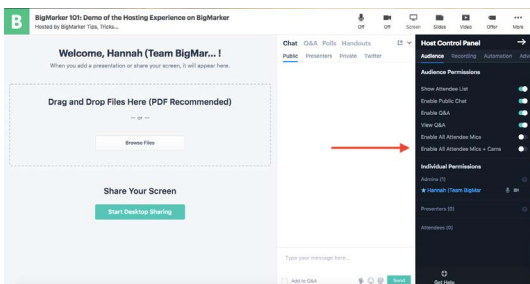 B
BigMarker 101: Demo of the Hosting Experience on BigMarker
Hosted by BigMarker Tips, Tricks...
Off
Off
Screen
Slides
Video
Offer
More
Welcome, Hannah (Team BigMar... !
When you add a presentation or share your screen, it will appear here.
Drag and Drop Files Here (PDF Recommended)
— or —
Browse Files
Share Your Screen
Start Desktop Sharing
Chat Q&A Polls Handouts
Public Presenters Private Twitter
Type your message here...
Add to Q&A
Send
Host Control Panel
Audience Recording Automation Adv
Audience Permissions
Show Attendee List
Enable Public Chat
Enable Q&A
View Q&A
Enable All Attendee Mics
Enable All Attendee Mics + Cams
Individual Permissions
Admins (1)
Hannah (Team BigMar
Presenters (0)
Attendees (0)
Get Help